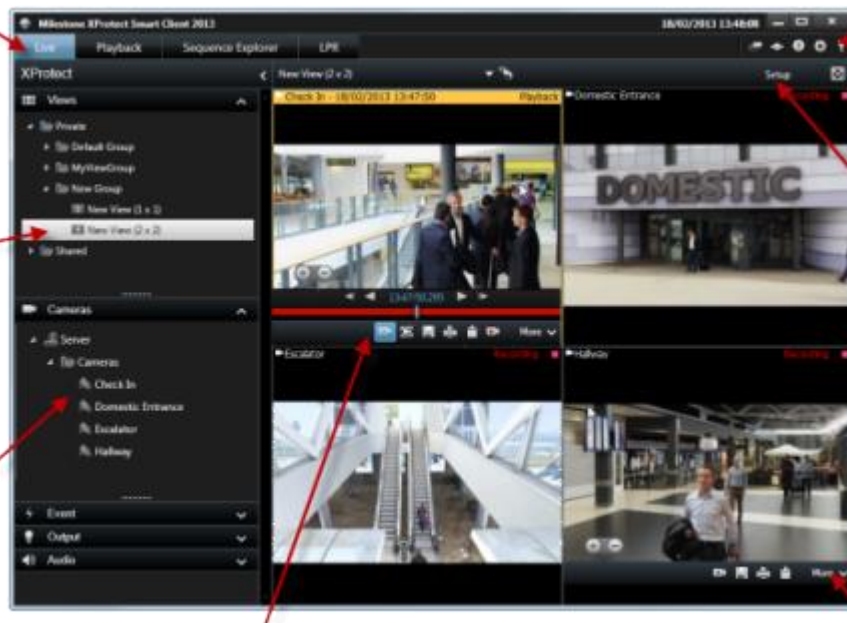 Milestone XProtect Smart Client 2013
18/02/2013 13:46:08
Live Playback Sequence Explorer LPR
XProtect
New View (2 x 2)
Setup
Views
Private
Default Group
MyViewGroup
New Group
New View (1 x 1)
New View (2 x 2)
Shared
Cameras
Server
Cameras
Check In
Domestic Entrance
Escalator
Hallway
Event
Output
Audio
Check In - 18/02/2013 13:47:50 Playback
More
Domestic Entrance Recording
DOMESTIC
Escalator Recording
Hallway Recording
More